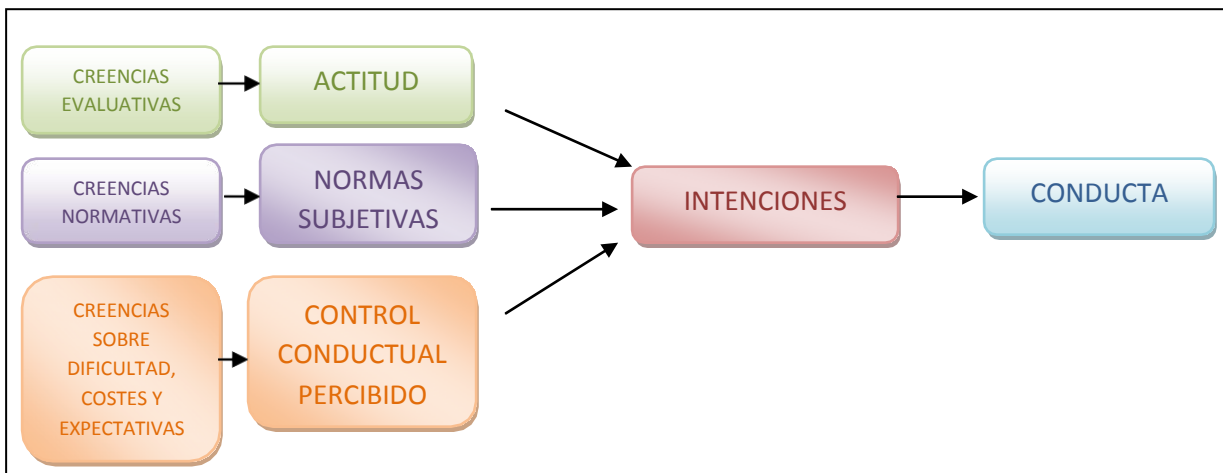 CREENCIAS
EVALUATIVAS
ACTITUD
CREENCIAS
NORMATIVAS
NORMAS
SUBJETIVAS
CREENCIAS
SOBRE
DIFICULTAD,
COSTES Y
EXPECTATIVAS
CONTROL
CONDUCTUAL
PERCIBIDO
INTENCIONES
CONDUCTA